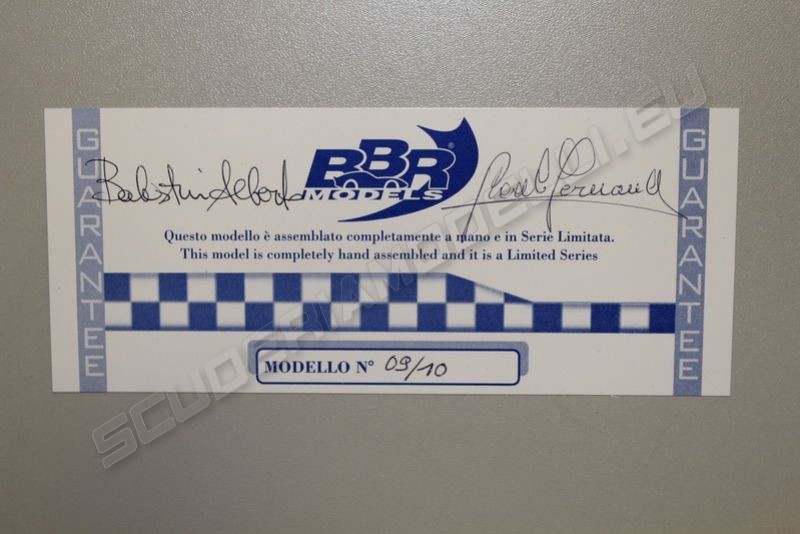 GUARANTEE
BBR
MODELS
®
Questo modello è assemblato completamente a mano e in Serie Limitata.
This model is completely hand assembled and it is a Limited Series
MODELLO N° 09/10
GUARANTEE
SCUDERIAMODELLI.EU